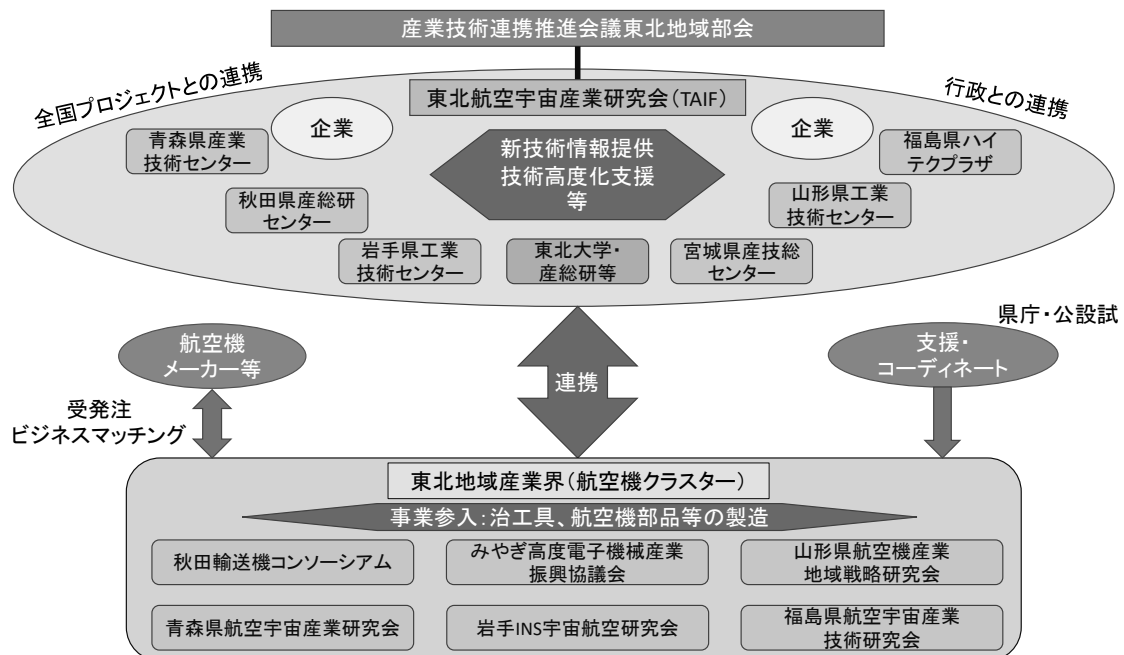 産業技術連携推進会議東北地域部会
全国プロジェクトとの連携
行政との連携
東北航空宇宙産業研究会（TAIF）
企業
企業
青森県産業
技術センター
福島県ハイ
テクプラザ
新技術情報提供
技術高度化支援
等
秋田県産総研
センター
山形県工業
技術センター
岩手県工業
技術センター
東北大学・
産総研等
宮城県産技総
センター
県庁・公設試
航空機
メーカー等
支援・
コーディネート
連携
受発注
ビジネスマッチング
東北地域産業界（航空機クラスター）
事業参入：治工具、航空機部品等の製造
秋田輸送機コンソーシアム
みやぎ高度電子機械産業
振興協議会
山形県航空機産業
地域戦略研究会
青森県航空宇宙産業研究会
岩手INS宇宙航空研究会
福島県航空宇宙産業
技術研究会